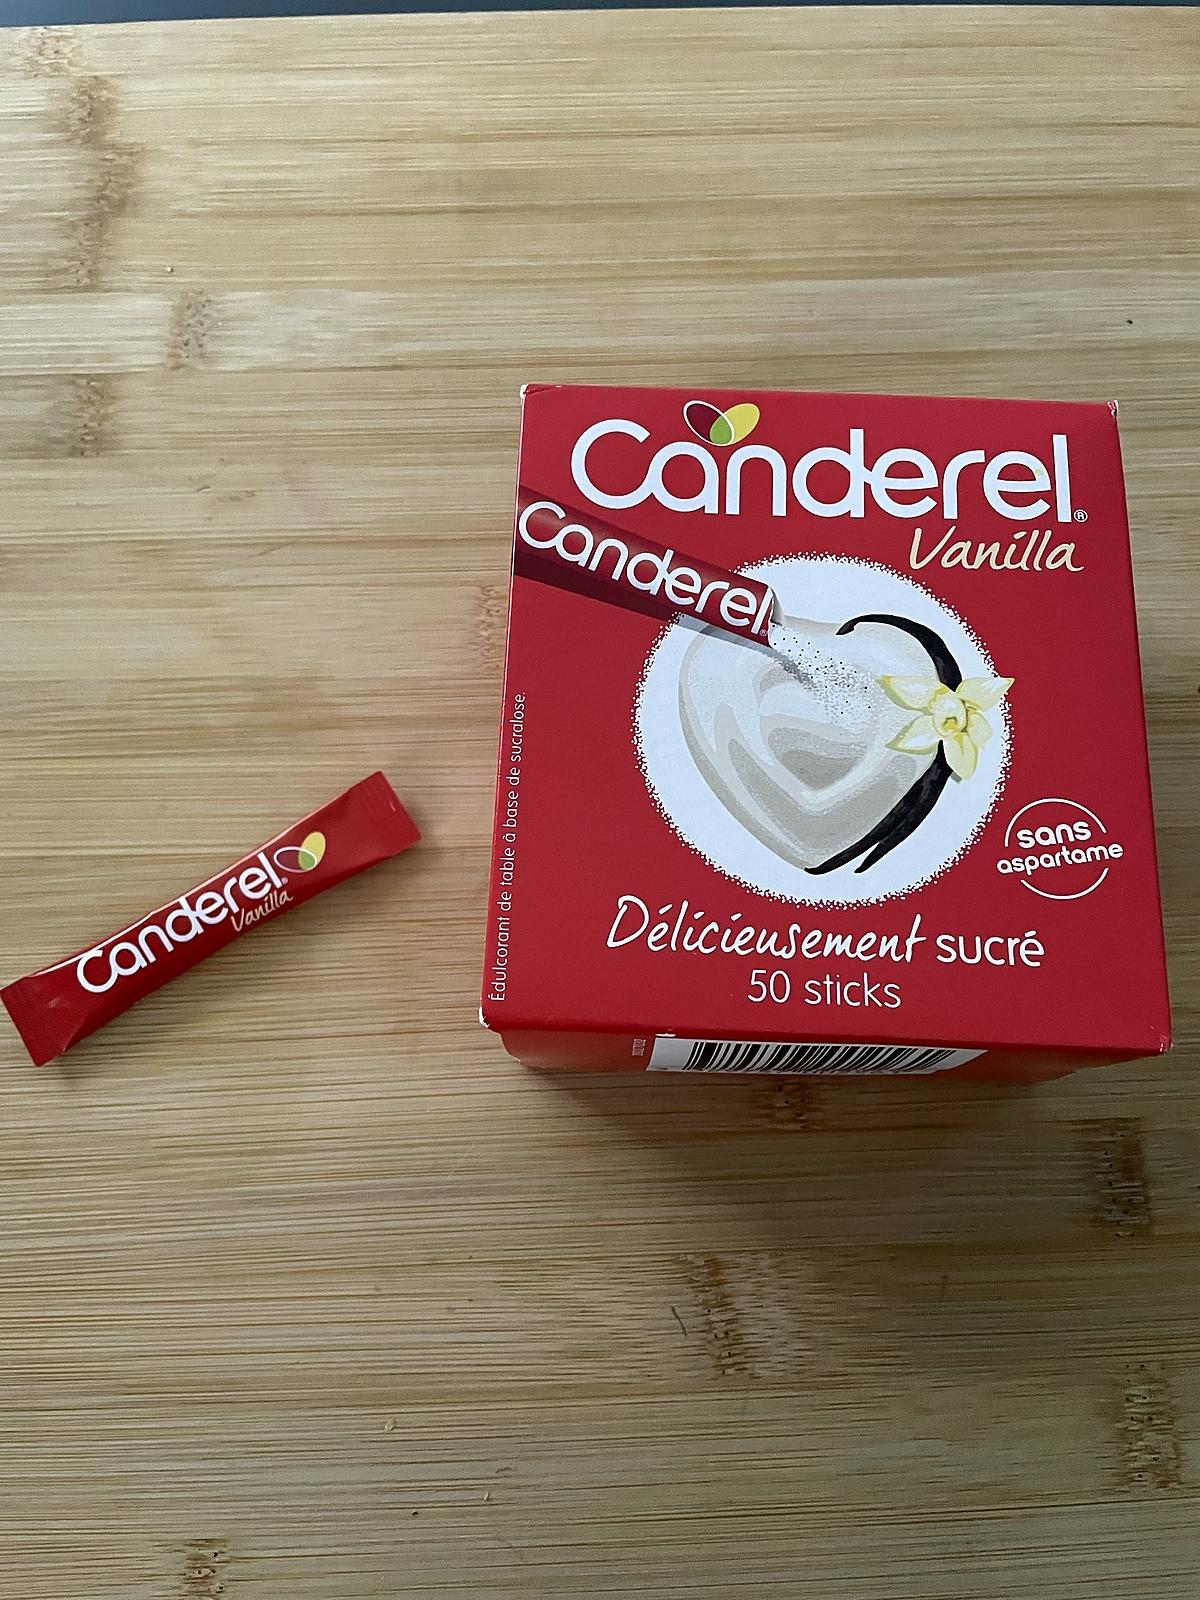 Canderel®
Vanilla
Canderel®
Édulcorant de table à base de sucralose.
sans
aspartame
Délicieusement sucré
50 sticks
Canderel®
Vanilla